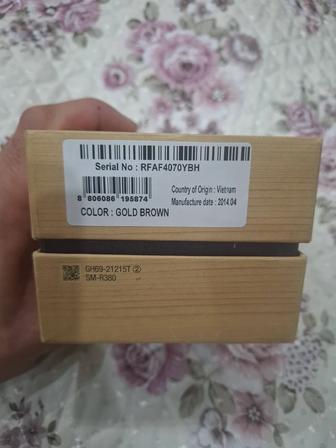 Serial No : RFAF4070YBH
8 806086 195874
Country of Origin : Vietnam
Manufacture date : 2014.04
COLOR : GOLD BROWN
GH69-21215T ②
SM-R380